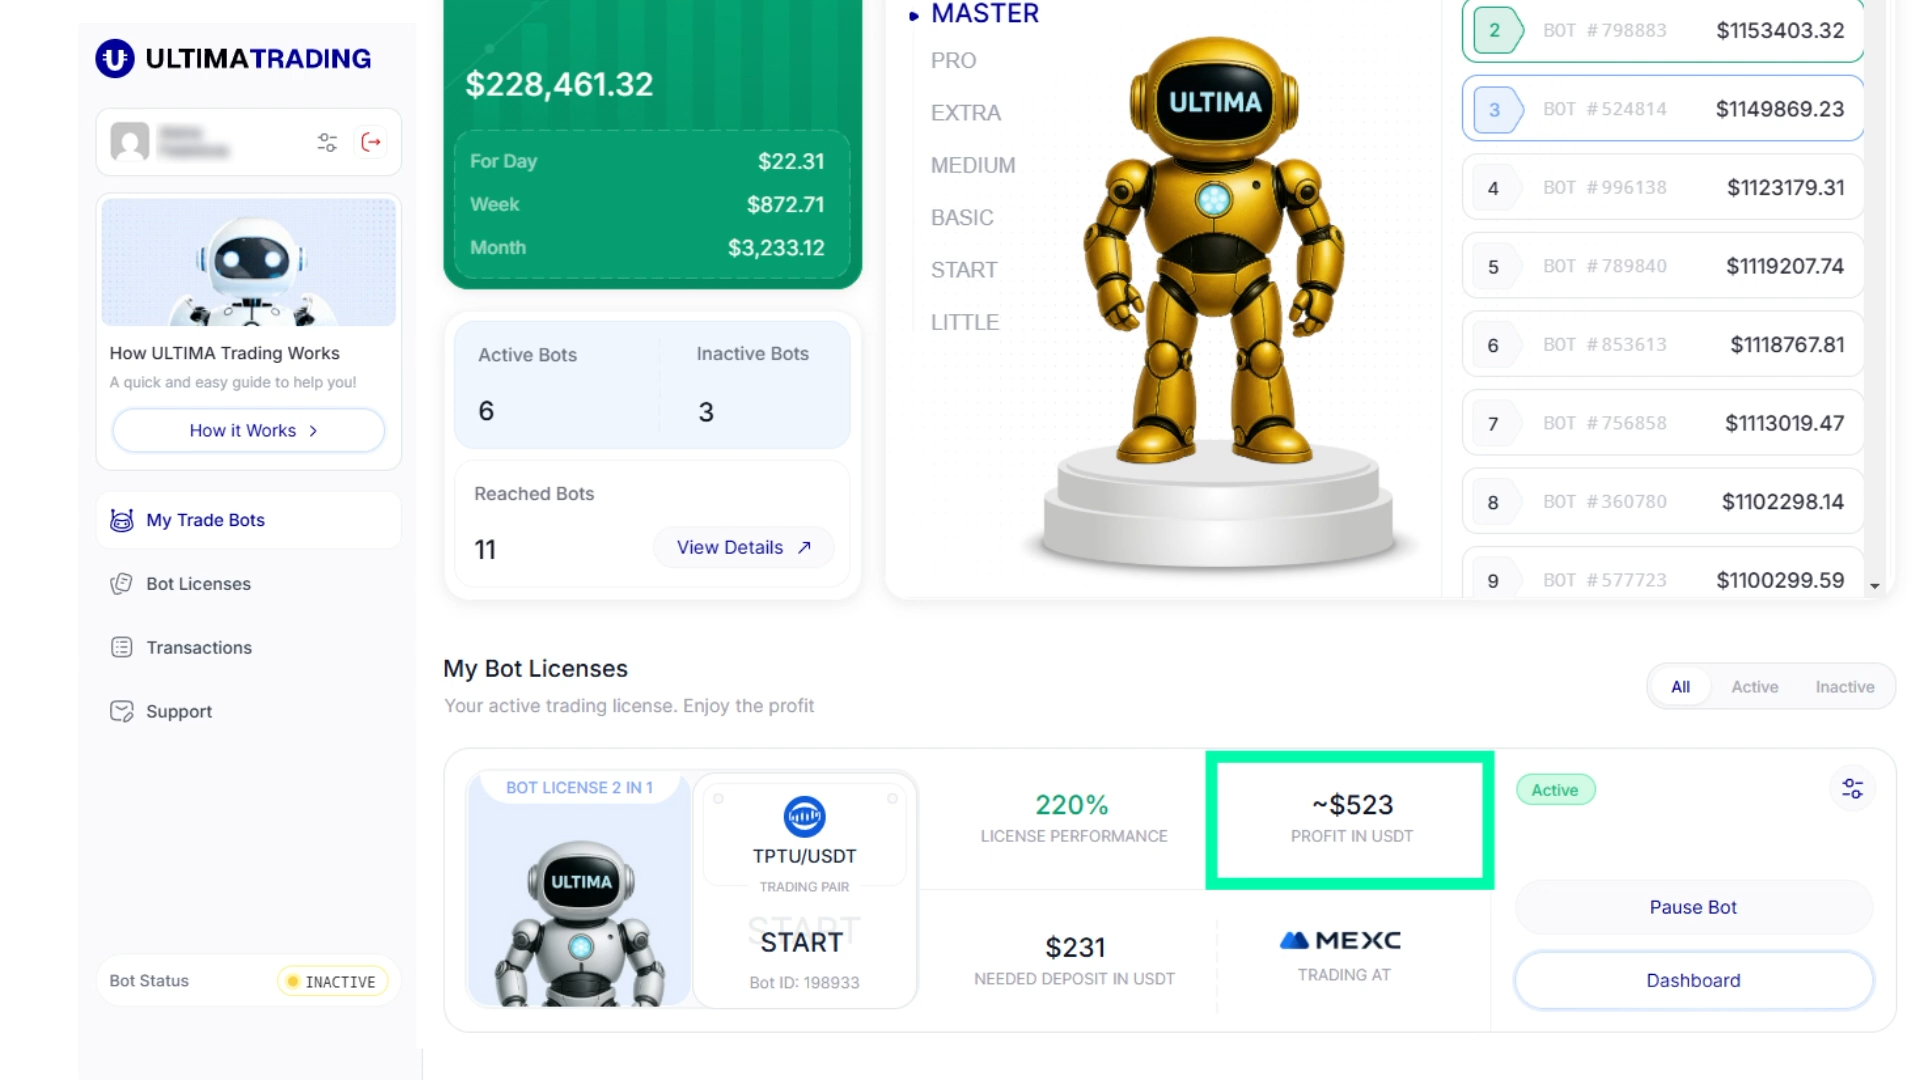 ULTIMATRADING
How ULTIMA Trading Works
A quick and easy guide to help you!
How it Works
My Trade Bots
Bot Licenses
Transactions
Support
Bot Status
INACTIVE
$228,461.32
For Day $22.31
Week $872.71
Month $3,233.12
Active Bots
6
Inactive Bots
3
Reached Bots
11
View Details
MASTER
PRO
EXTRA
MEDIUM
BASIC
START
LITTLE
ULTIMA
2 BOT #798883 $1153403.32
3 BOT #524814 $1149869.23
4 BOT #996138 $1123179.31
5 BOT #789840 $1119207.74
6 BOT #853613 $1118767.81
7 BOT #756858 $1113019.47
8 BOT #360780 $1102298.14
9 BOT #577723 $1100299.59
My Bot Licenses
Your active trading license. Enjoy the profit
All Active Inactive
BOT LICENSE 2 IN 1
ULTIMA
TPTU/USDT
TRADING PAIR
START
START
Bot ID: 198933
220%
LICENSE PERFORMANCE
~$523
PROFIT IN USDT
$231
NEEDED DEPOSIT IN USDT
MEXC
TRADING AT
Active
Pause Bot
Dashboard